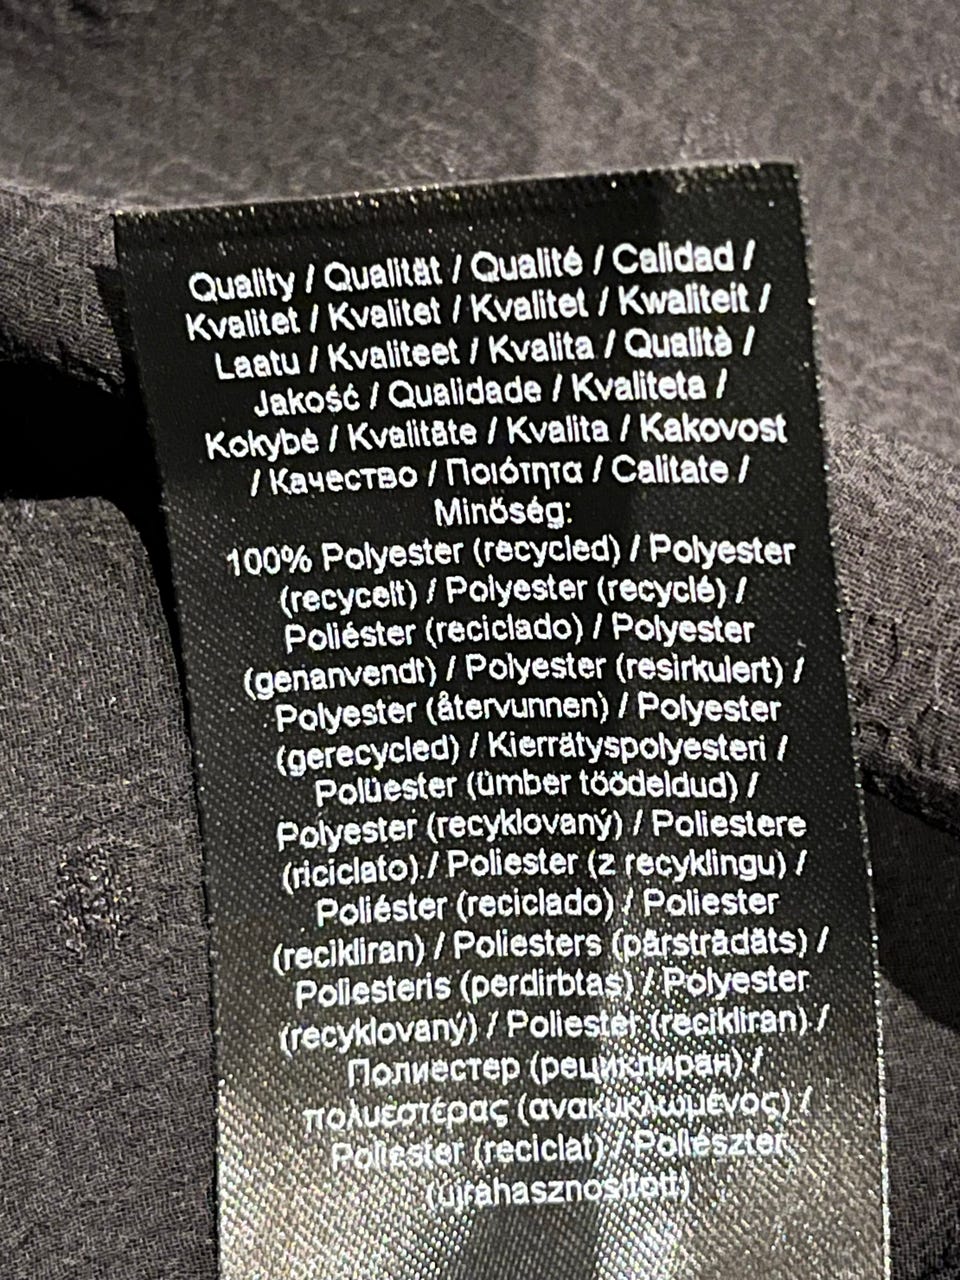 Quality / Qualität / Qualité / Calidad /
Kvalitet / Kvalitet / Kvalitet / Kwaliteit /
Laatu / Kvaliteet / Kvalita / Qualità /
Jakość / Qualidade / Kvaliteta /
Kokybė / Kvalitāte / Kvalita / Kakovost
/ Качество / Ποιότητα / Calitate /
Minőség:
100% Polyester (recycled) / Polyester
(recycelt) / Polyester (recyclé) /
Poliéster (reciclado) / Polyester
(genanvendt) / Polyester (resirkulert) /
Polyester (återvunnen) / Polyester
(gerecycled) / Kierrätyspolyesteri /
Polüester (ümber töödeldud) /
Polyester (recyklovaný) / Poliestere
(riciclato) / Poliester (z recyklingu) /
Poliéster (reciclado) / Poliester
(recikliran) / Poliesters (pārstrādāts) /
Poliesteris (perdirbtas) / Polyester
(recyklovaný) / Poliester (recikliran) /
Полиестер (рециклиран) /
πολυεστέρας (ανακυκλωμένος) /
Poliester (reciclat) / Poliészter
(újrahasznosított)